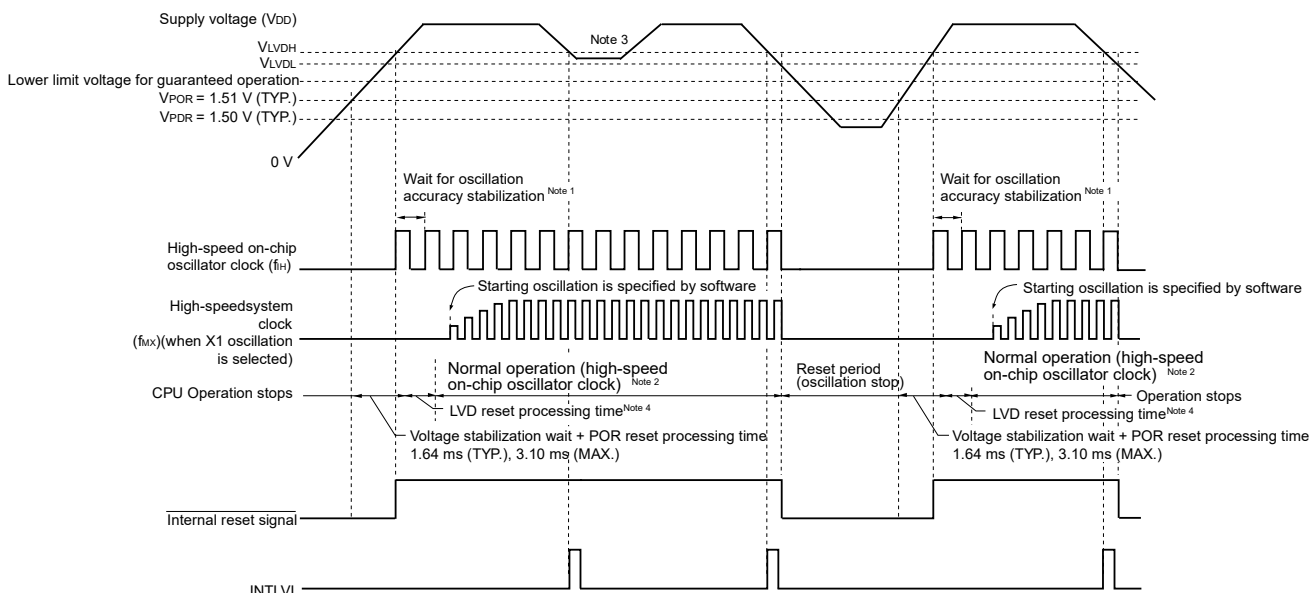 Supply voltage (VDD)
VLVDH
Note 3
VLVDL
Lower limit voltage for guaranteed operation
VPOR = 1.51 V (TYP.)
VPDR = 1.50 V (TYP.)
0 V
Wait for oscillation
accuracy stabilization Note 1
Wait for oscillation
accuracy stabilization Note 1
High-speed on-chip
oscillator clock (fIH)
Starting oscillation is specified by software
Starting oscillation is specified by software
High-speedsystem
clock
(fMX)(when X1 oscillation
is selected)
Normal operation (high-speed
on-chip oscillator clock) Note 2
Reset period
(oscillation stop)
Normal operation (high-speed
on-chip oscillator clock) Note 2
CPU Operation stops
Operation stops
LVD reset processing timeNote 4
LVD reset processing timeNote 4
Voltage stabilization wait + POR reset processing time
1.64 ms (TYP.), 3.10 ms (MAX.)
Voltage stabilization wait + POR reset processing time
1.64 ms (TYP.), 3.10 ms (MAX.)
Internal reset signal
INTLVI